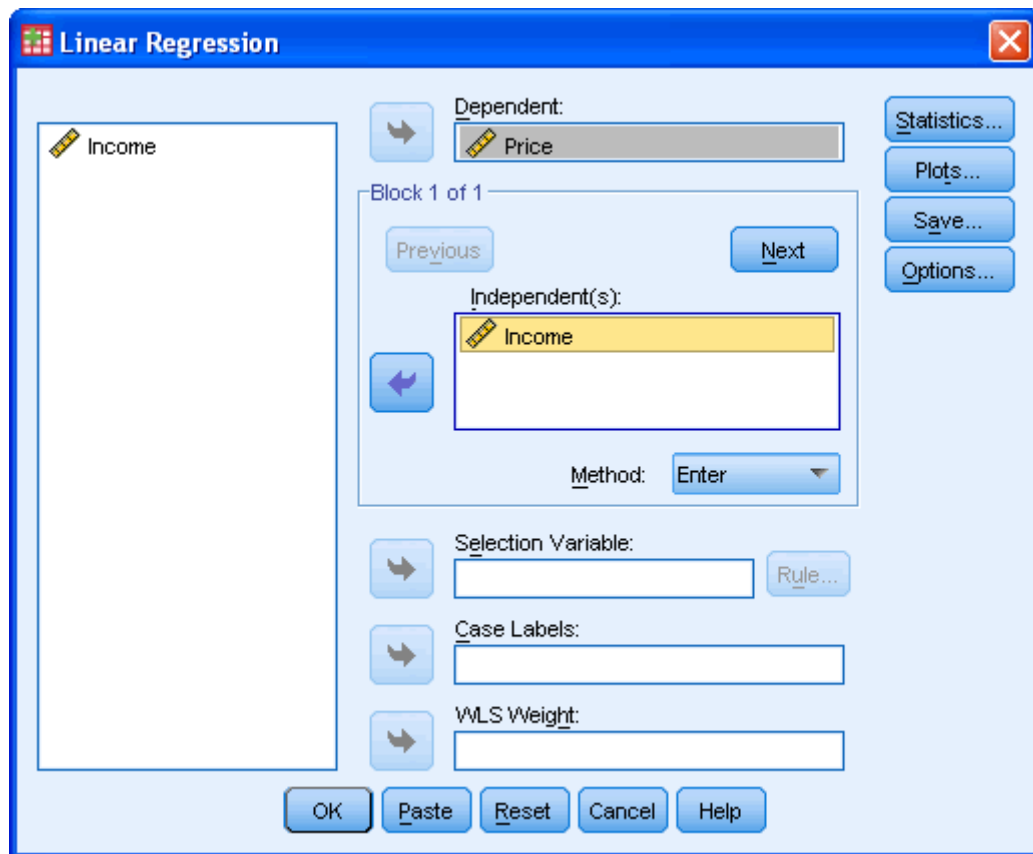 Linear Regression
Income
Dependent:
Price
Statistics...
Plots...
Save...
Options...
Block 1 of 1
Previous
Next
Independent(s):
Income
Method:
Enter
Selection Variable:
Rule...
Case Labels:
WLS Weight:
OK
Paste
Reset
Cancel
Help